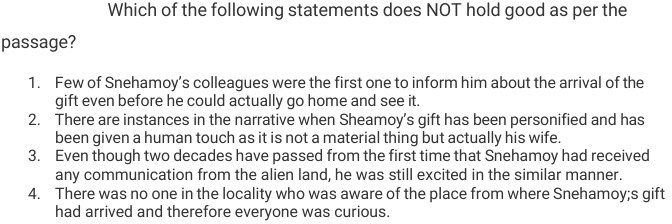 Which of the following statements does NOT hold good as per the
passage?
1. Few of Snehamoy's colleagues were the first one to inform him about the arrival of the
gift even before he could actually go home and see it.
2. There are instances in the narrative when Sheamoy's gift has been personified and has
been given a human touch as it is not a material thing but actually his wife.
3. Even though two decades have passed from the first time that Snehamoy had received
any communication from the alien land, he was still excited in the similar manner.
4. There was no one in the locality who was aware of the place from where Snehamoy;s gift
had arrived and therefore everyone was curious.